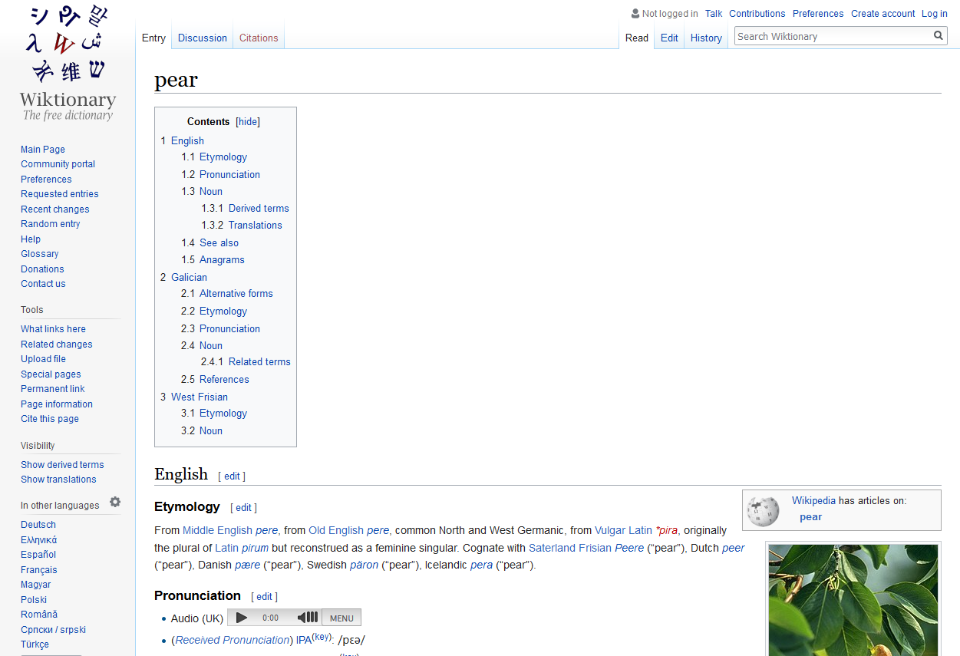 シ Wi 말
λ W ش
维 ש
Wiktionary
The free dictionary
Main Page
Community portal
Preferences
Requested entries
Recent changes
Random entry
Help
Glossary
Donations
Contact us
Tools
What links here
Related changes
Upload file
Special pages
Permanent link
Page information
Cite this page
Visibility
Show derived terms
Show translations
In other languages
Deutsch
Ελληνικά
Español
Français
Magyar
Polski
Română
Српски / srpski
Türkçe
Not logged in Talk Contributions Preferences Create account Log in
Entry Discussion Citations Read Edit History Search Wiktionary
pear
Contents [hide]
1 English
1.1 Etymology
1.2 Pronunciation
1.3 Noun
1.3.1 Derived terms
1.3.2 Translations
1.4 See also
1.5 Anagrams
2 Galician
2.1 Alternative forms
2.2 Etymology
2.3 Pronunciation
2.4 Noun
2.4.1 Related terms
2.5 References
3 West Frisian
3.1 Etymology
3.2 Noun
English [ edit ]
Wikipedia has articles on:
pear
Etymology [ edit ]
From Middle English pere, from Old English pere, common North and West Germanic, from Vulgar Latin *pira, originally
the plural of Latin pirum but reconstrued as a feminine singular. Cognate with Saterland Frisian Peere (“pear”), Dutch peer
(“pear”), Danish pære (“pear”), Swedish päron (“pear”), Icelandic pera (“pear”).
Pronunciation [ edit ]
• Audio (UK) 0:00 MENU
• (Received Pronunciation) IPA(key): /pɛə/